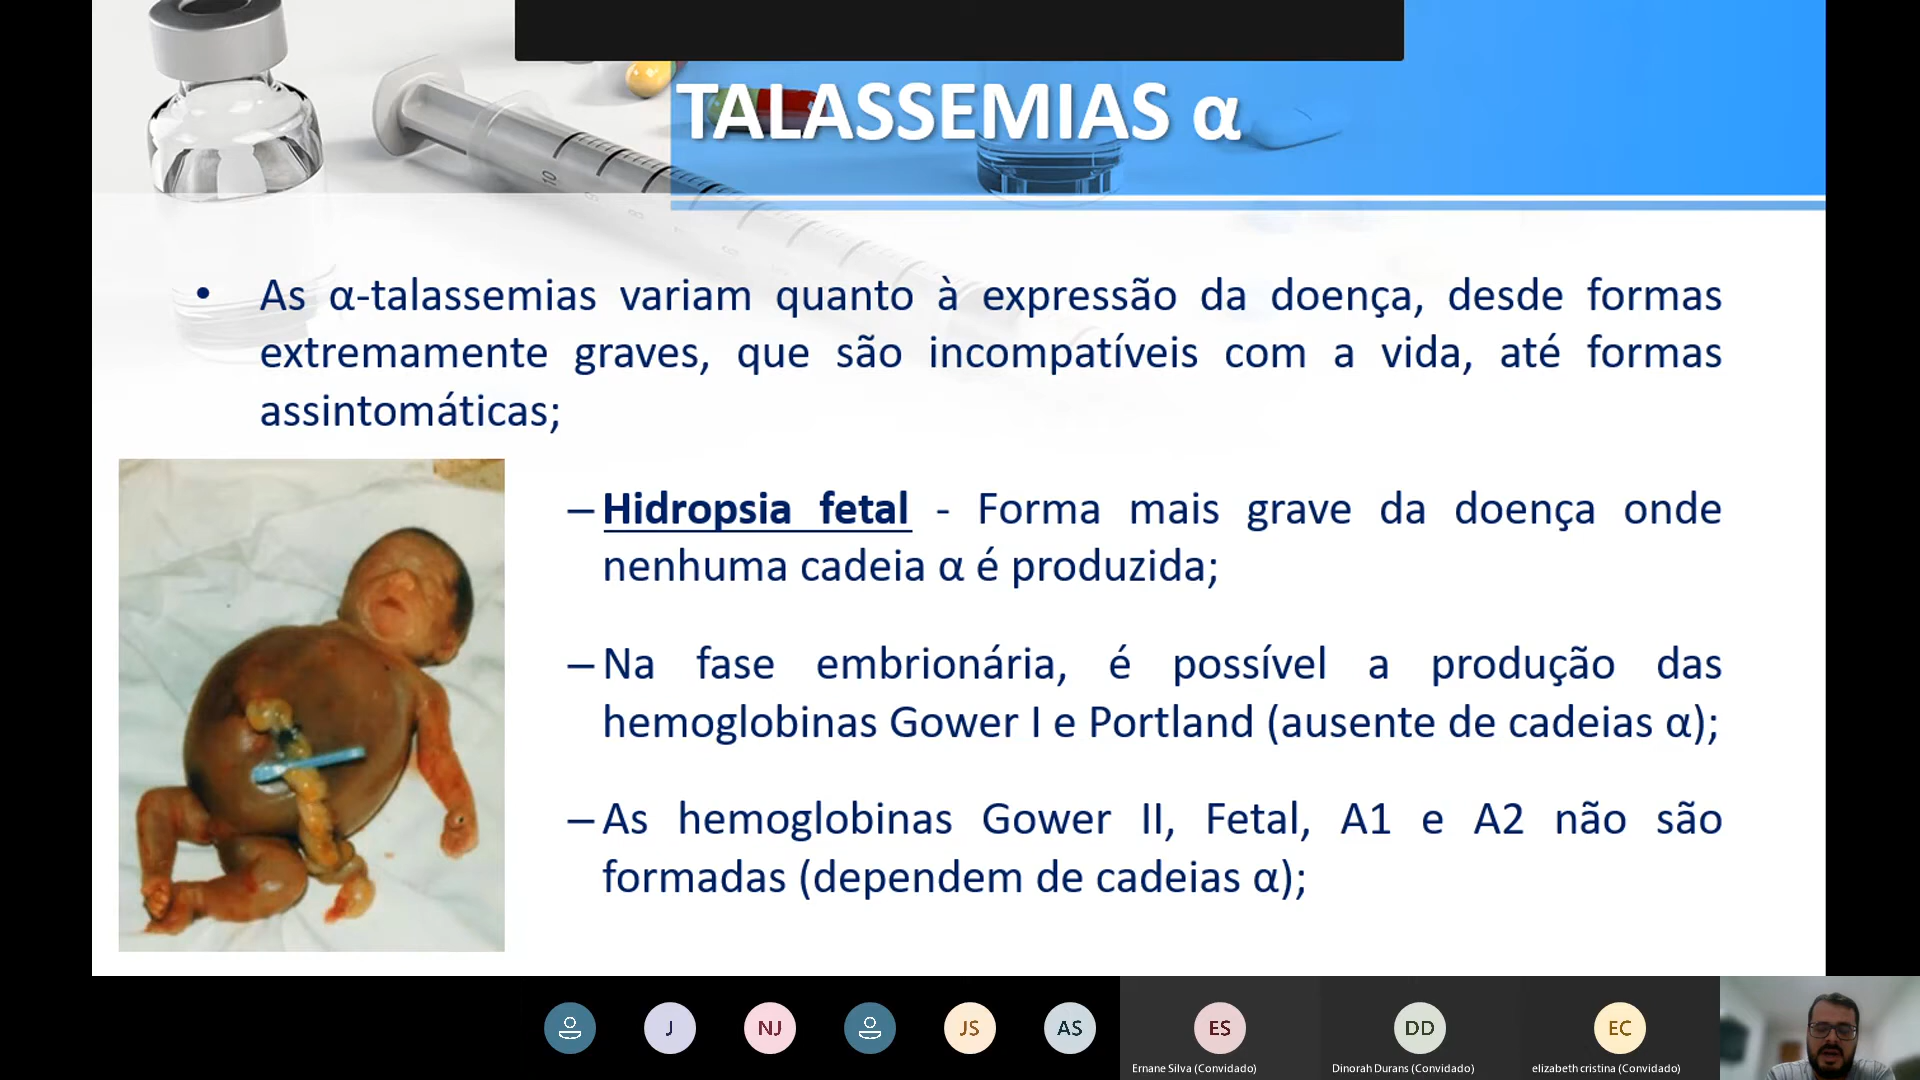 TALASSEMIAS α
• As α-talassemias variam quanto à expressão da doença, desde formas
extremamente graves, que são incompatíveis com a vida, até formas
assintomáticas;
– Hidropsia fetal - Forma mais grave da doença onde
nenhuma cadeia α é produzida;
– Na fase embrionária, é possível a produção das
hemoglobinas Gower I e Portland (ausente de cadeias α);
– As hemoglobinas Gower II, Fetal, A1 e A2 não são
formadas (dependem de cadeias α);
J NJ JS AS ES DD EC
Ernane Silva (Convidado) Dinorah Durans (Convidado) elizabeth cristina (Convidado)